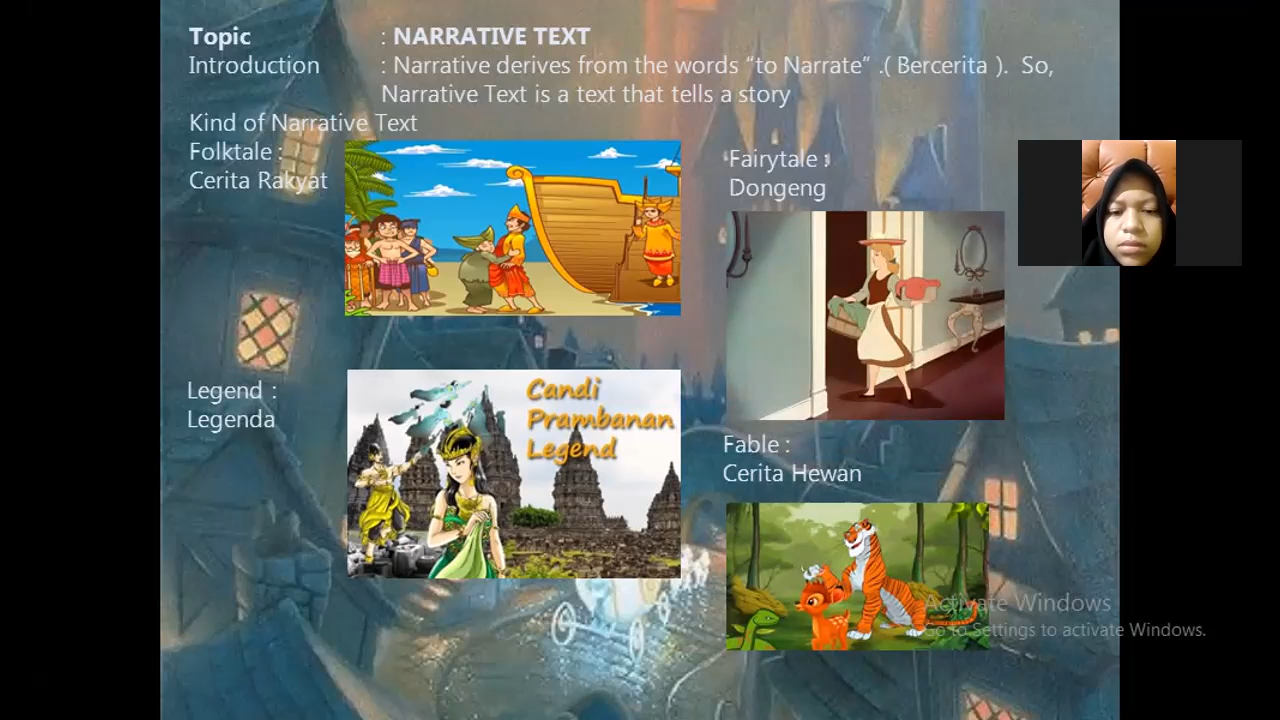 Topic : NARRATIVE TEXT
Introduction : Narrative derives from the words “to Narrate” .( Bercerita ). So,
Narrative Text is a text that tells a story
Kind of Narrative Text
Folktale :
Cerita Rakyat
Fairytale :
Dongeng
Legend :
Legenda
Candi
Prambanan
Legend
Fable :
Cerita Hewan
Activate Windows
Go to Settings to activate Windows.